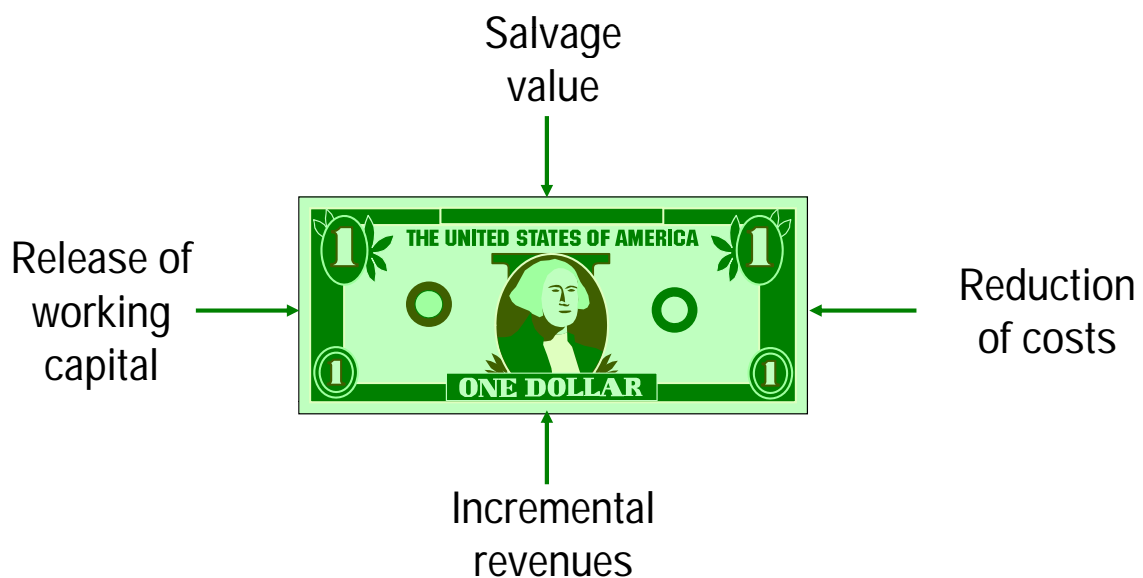 Salvage
value
Release of
working
capital
1
1
THE UNITED STATES OF AMERICA
1
1
ONE DOLLAR
Reduction
of costs
Incremental
revenues